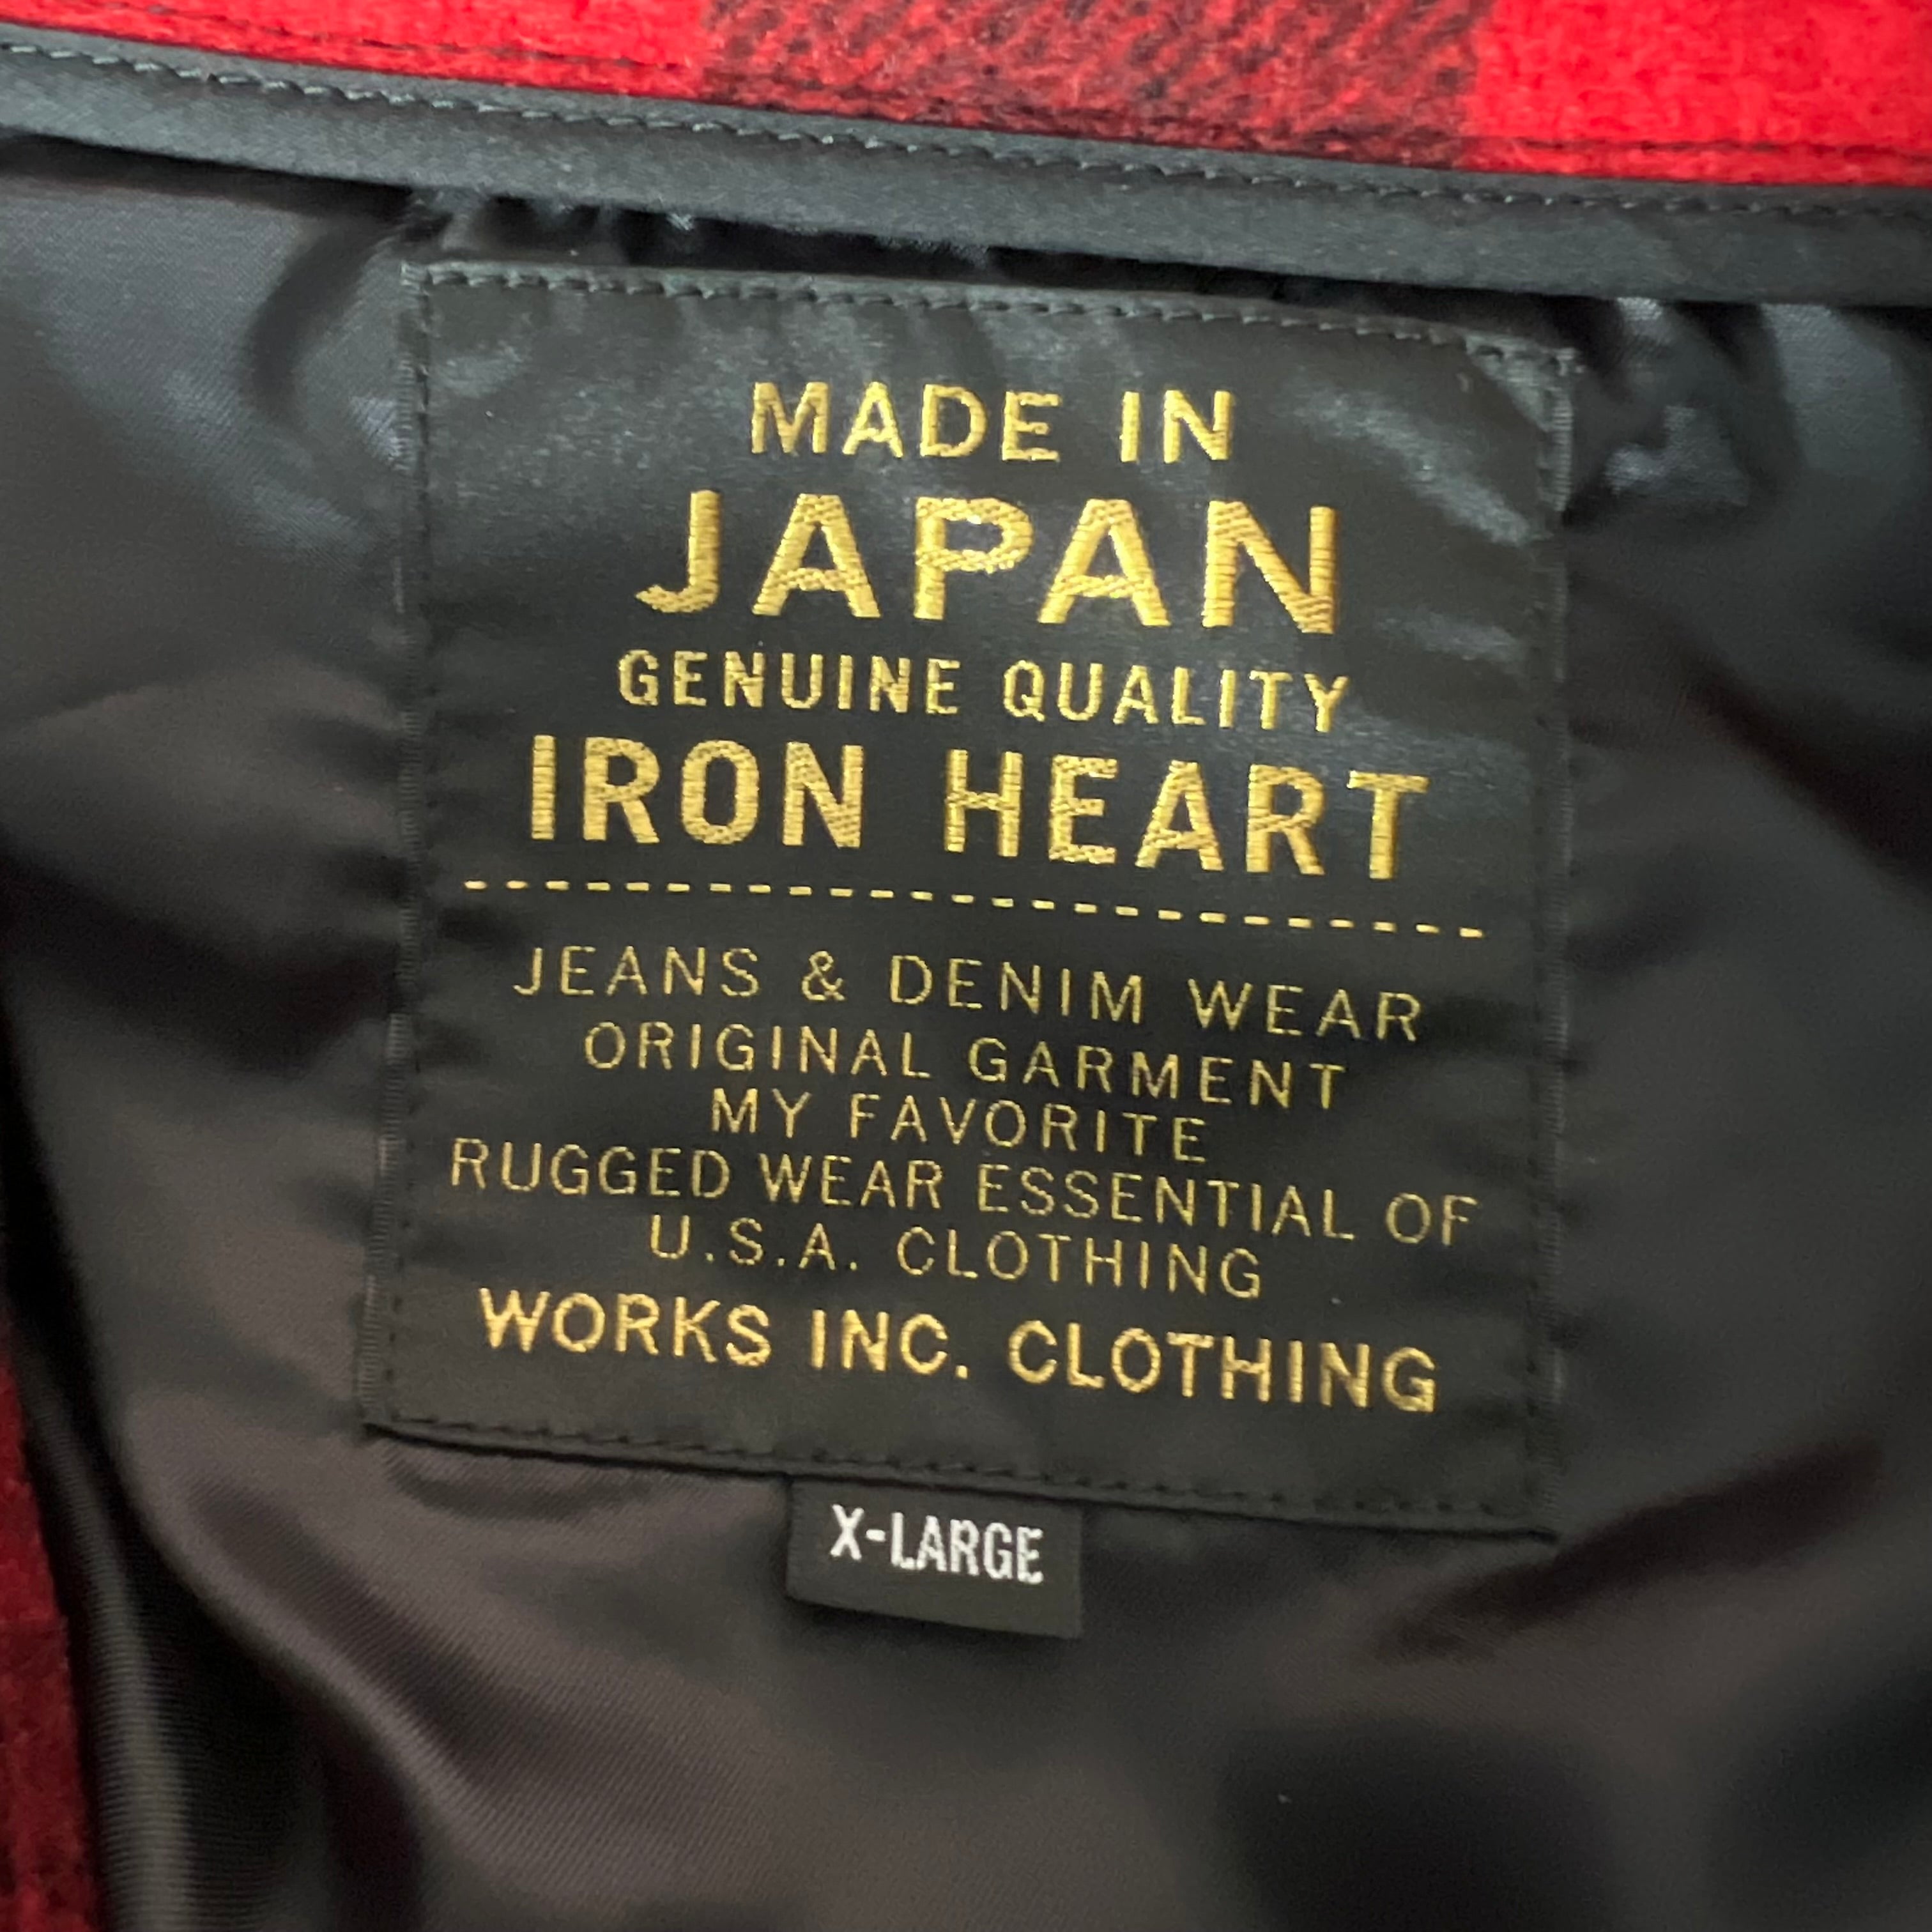 MADE IN
JAPAN
GENUINE QUALITY
IRON HEART
JEANS & DENIM WEAR
ORIGINAL GARMENT
MY FAVORITE
RUGGED WEAR ESSENTIAL OF
U.S.A. CLOTHING
WORKS INC. CLOTHING
X-LARGE